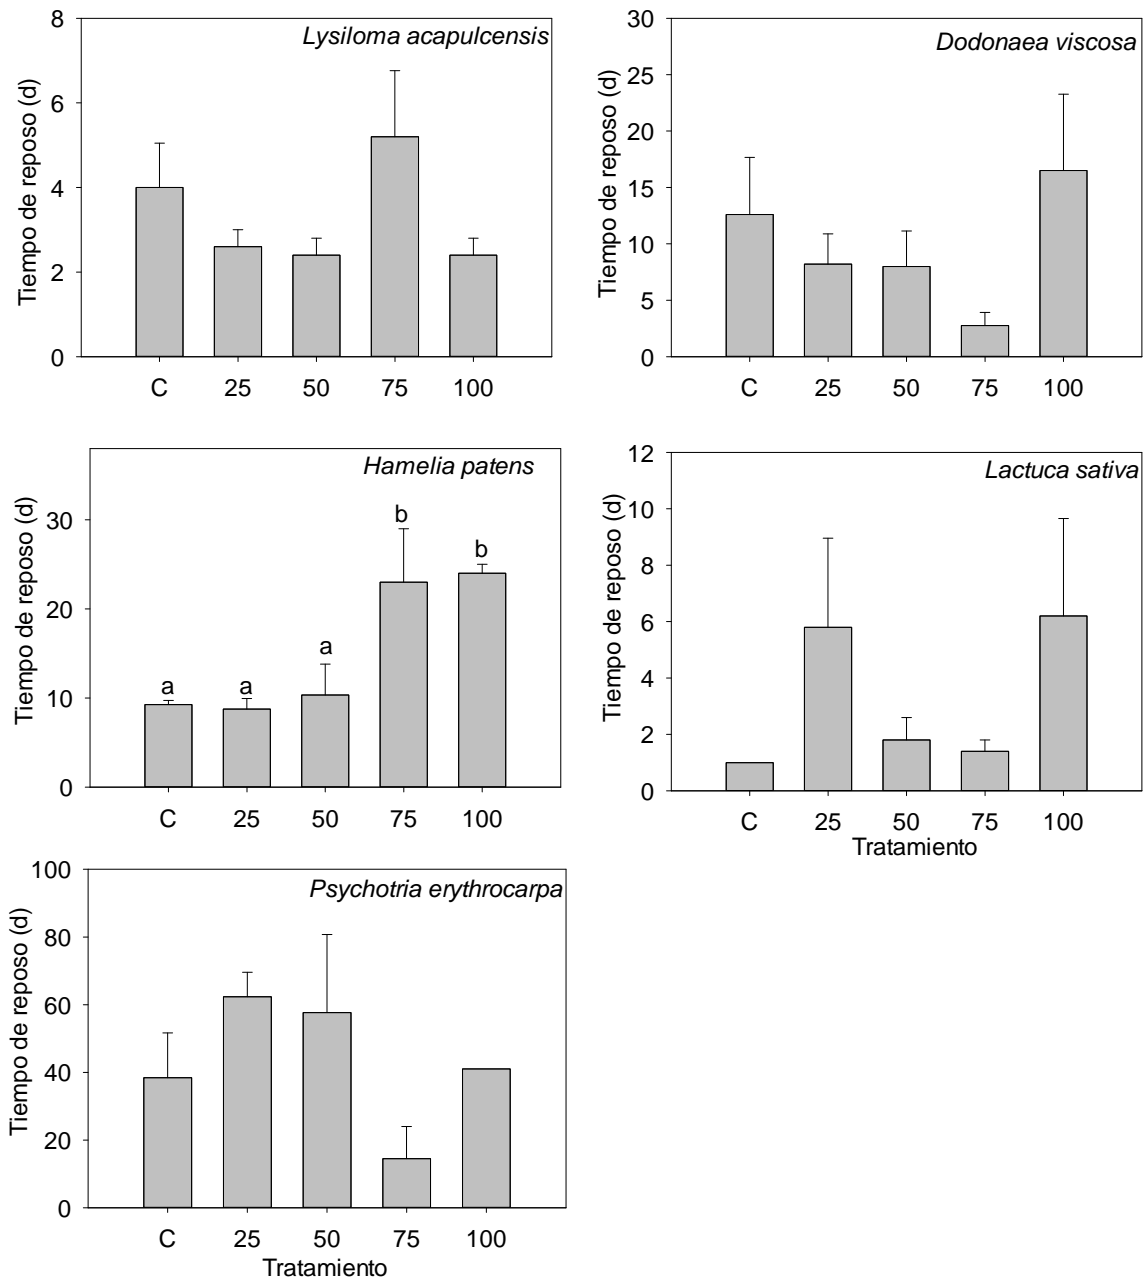 Lysiloma acapulcensis
Tiempo de reposo (d)
8
6
4
2
0
C 25 50 75 100
Dodonaea viscosa
Tiempo de reposo (d)
30
25
20
15
10
5
0
C 25 50 75 100
Hamelia patens
Tiempo de reposo (d)
30
20
10
0
a a a b b
C 25 50 75 100
Lactuca sativa
Tiempo de reposo (d)
12
10
8
6
4
2
0
C 25 50 75 100
Tratamiento
Psychotria erythrocarpa
Tiempo de reposo (d)
100
80
60
40
20
0
C 25 50 75 100
Tratamiento